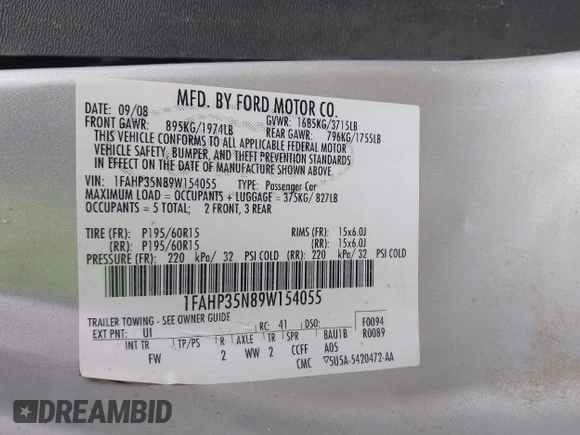 MFD. BY FORD MOTOR CO.
DATE: 09/08 GVWR: 1685KG/3715LB
FRONT GAWR: 895KG/1974LB REAR GAWR: 796KG/1755LB
THIS VEHICLE CONFORMS TO ALL APPLICABLE FEDERAL MOTOR
VEHICLE SAFETY, BUMPER, AND THEFT PREVENTION STANDARDS
IN EFFECT ON THE DATE OF MANUFACTURE SHOWN ABOVE.
VIN: 1FAHP35N89W154055 TYPE: Passenger Car
MAXIMUM LOAD = OCCUPANTS + LUGGAGE = 375KG/ 827LB
OCCUPANTS = 5 TOTAL; 2 FRONT, 3 REAR
TIRE (FR): P195/60R15 RIMS (FR): 15x6.0J
(RR): P195/60R15 (RR): 15x6.0J
PRESSURE (FR): 220 kPa/ 32 PSI COLD (RR): 220 kPa/ 32 PSI COLD
1FAHP35N89W154055
TRAILER TOWING - SEE OWNER GUIDE RC: 41 DSO: F0094
EXT PNT: UI 8AU1B R0089
INT TR TP/PS R AXLE TR SPR A05
FW 2 WW 2 CCFF
CMC ▽5U5A-5420472-AA
DREAMBID